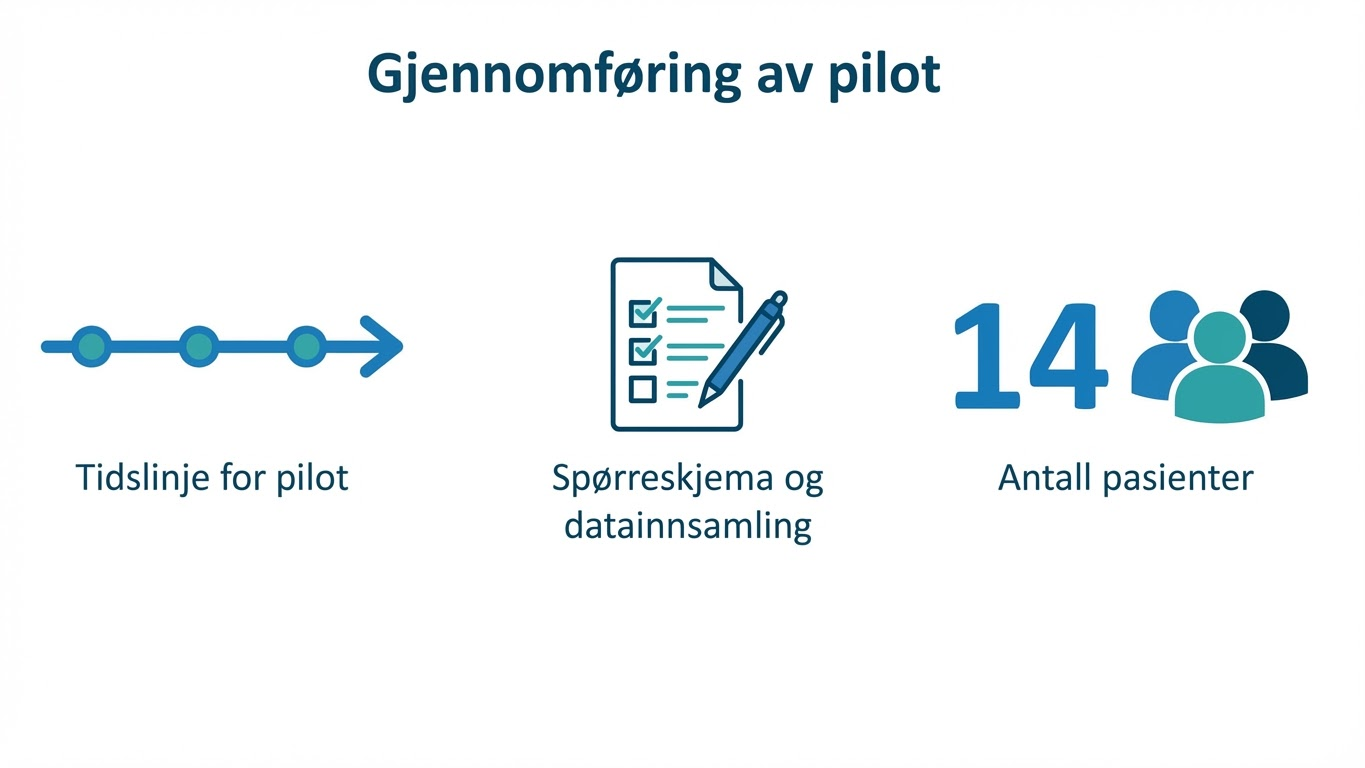 Gjennomføring av pilot
Tidslinje for pilot
Spørreskjema og
datainnsamling
14
Antall pasienter